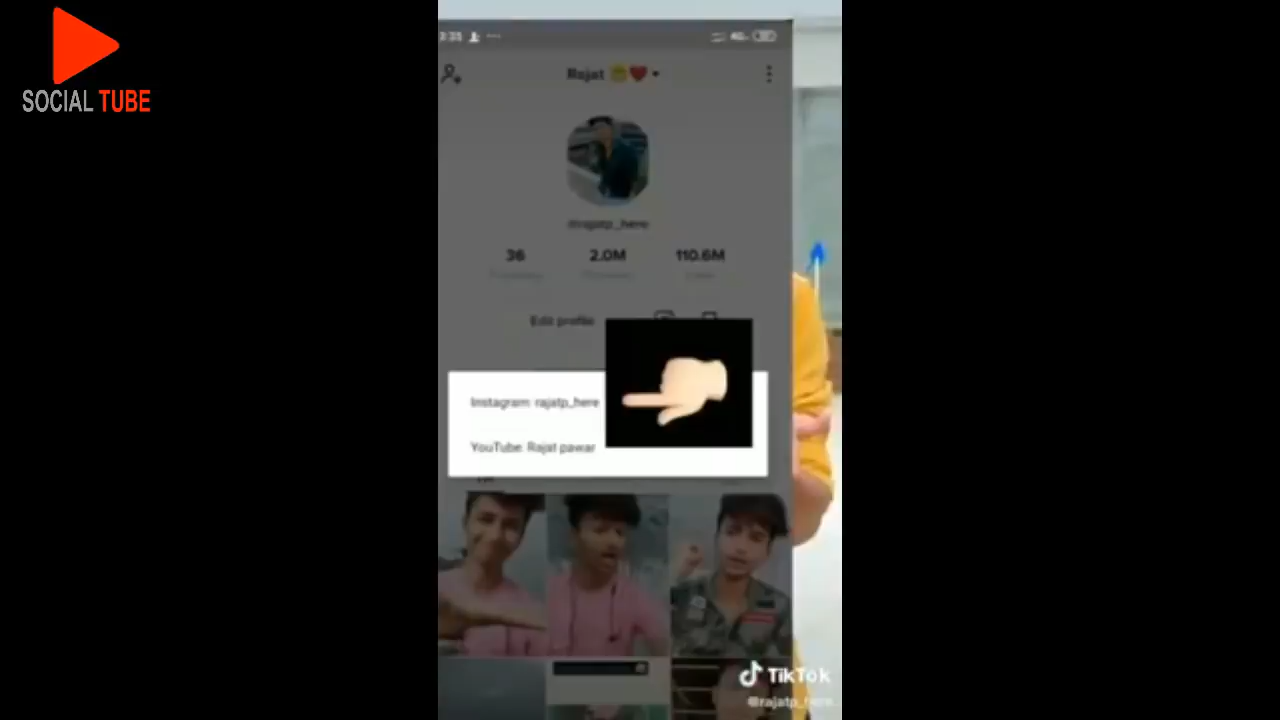 SOCIAL TUBE
Rajat
@rajatp_here
36
2.0M
110.6M
Edit profile
Instagram: rajatp_here
YouTube: Rajat pawar
TikTok
@rajatp_here